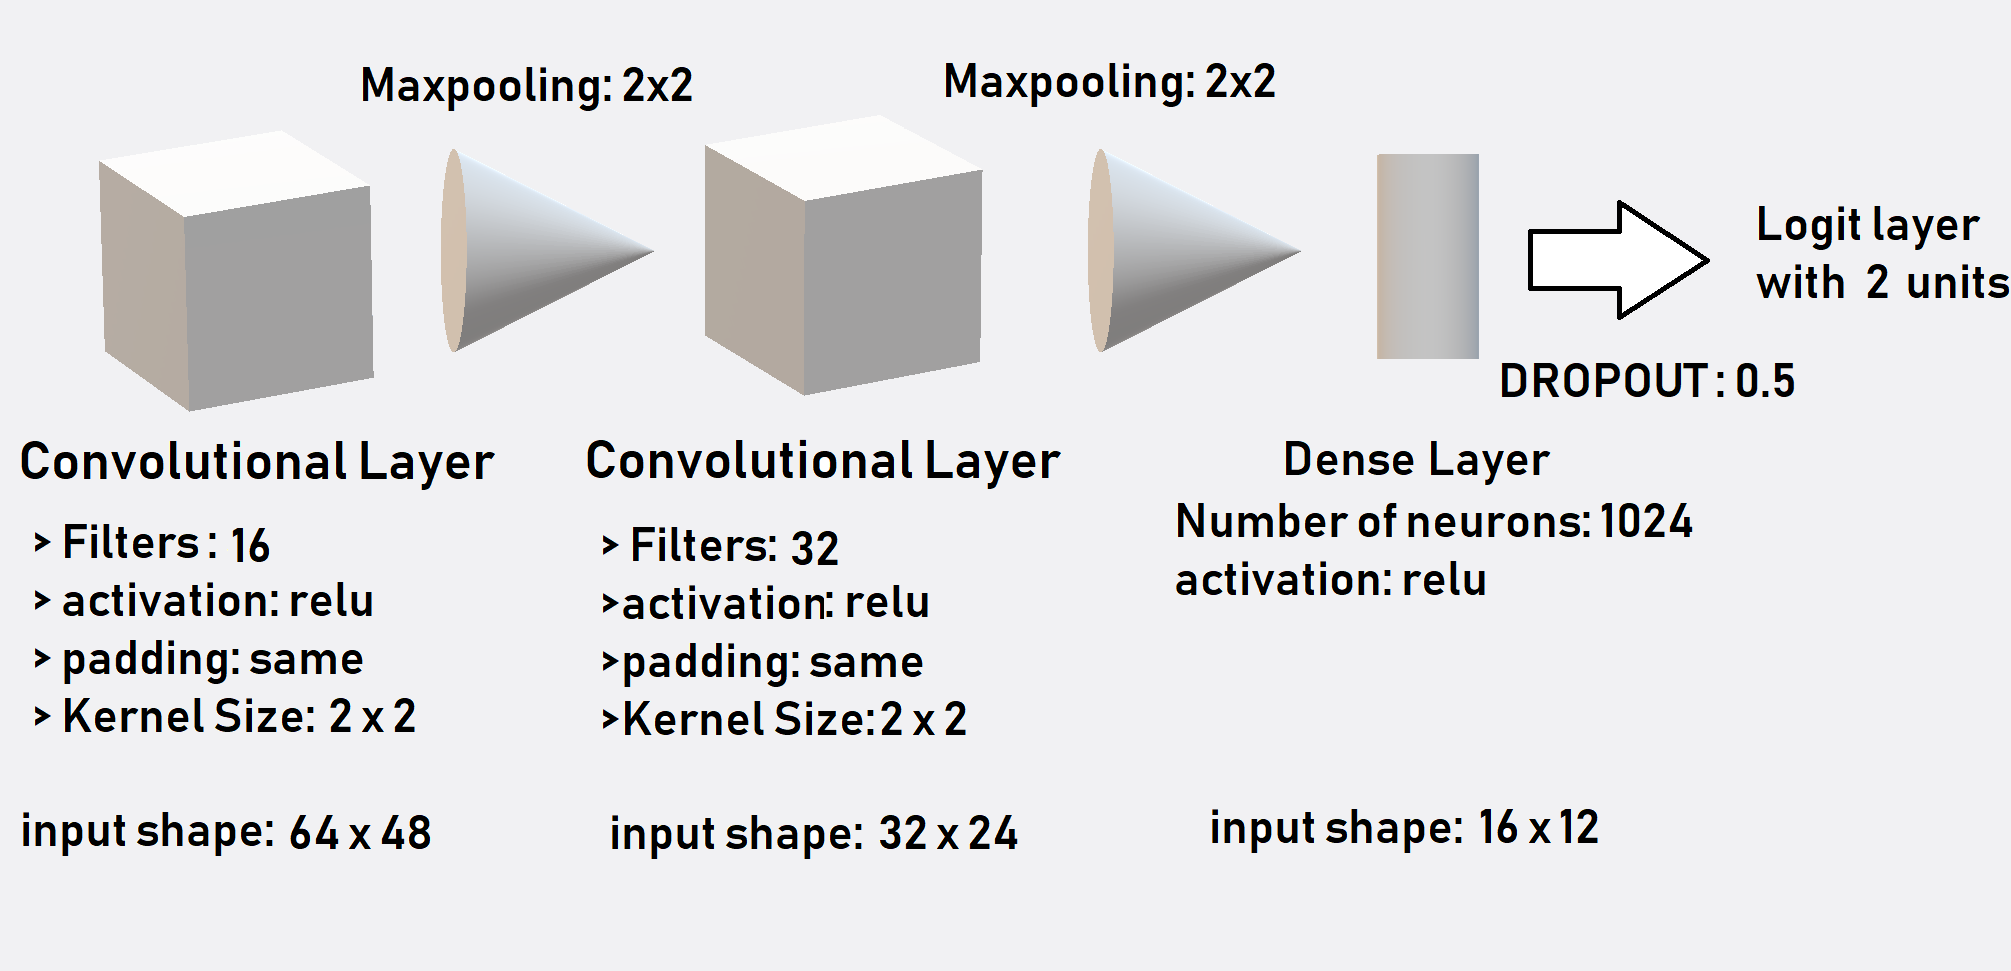 Maxpooling: 2x2
Maxpooling: 2x2
Logit layer
with 2 units
DROPOUT : 0.5
Convolutional Layer
> Filters : 16
> activation: relu
> padding: same
> Kernel Size: 2 x 2
input shape: 64 x 48
Convolutional Layer
> Filters: 32
>activation: relu
>padding: same
>Kernel Size:2 x 2
input shape: 32 x 24
Dense Layer
Number of neurons: 1024
activation: relu
input shape: 16 x 12